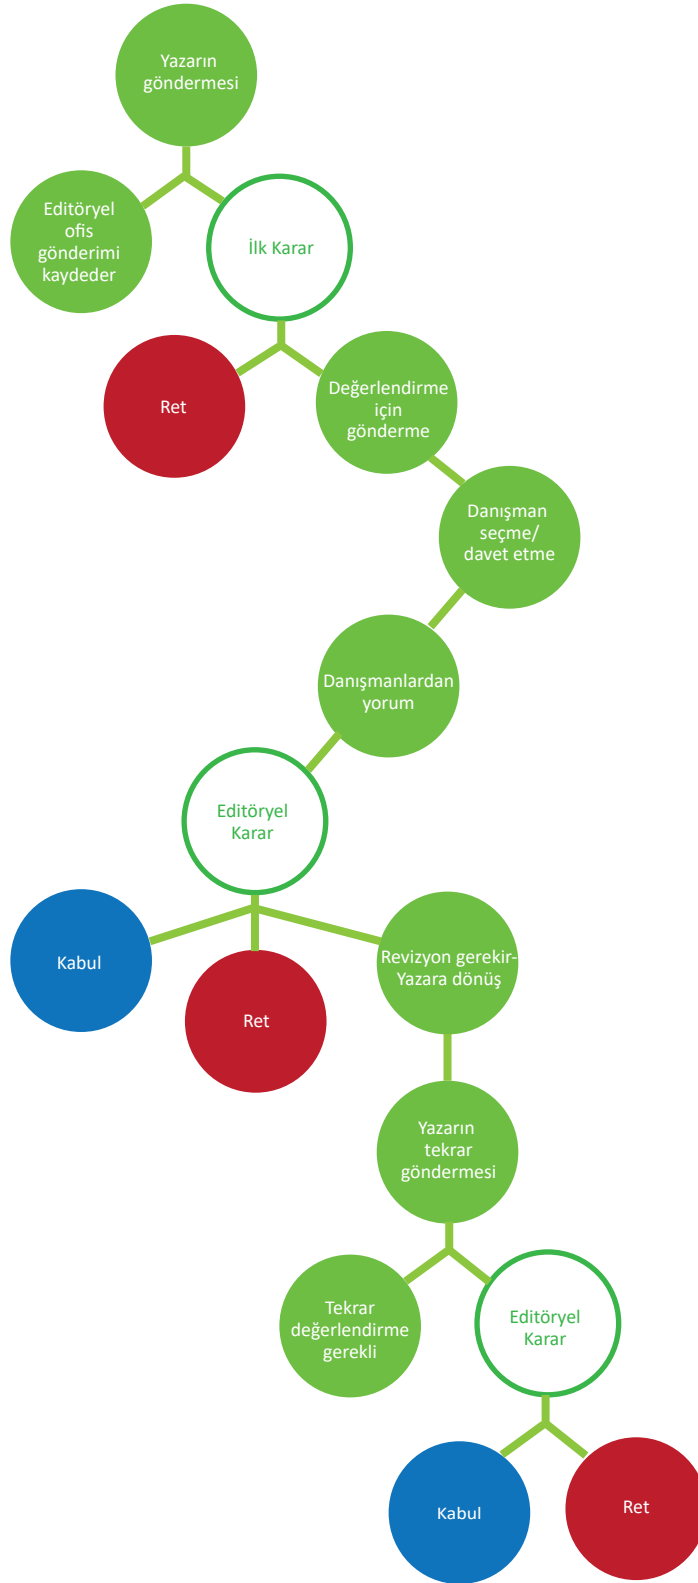 Yazarın
göndermesi
Editöryel
ofis
gönderimi
kaydeder
İlk Karar
Ret
Değerlendirme
için
gönderme
Danışman
seçme/
davet etme
Danışmanlardan
yorum
Editöryel
Karar
Kabul
Ret
Revizyon gerekir-
Yazara dönüş
Yazarın
tekrar
göndermesi
Tekrar
değerlendirme
gerekli
Editöryel
Karar
Kabul
Ret